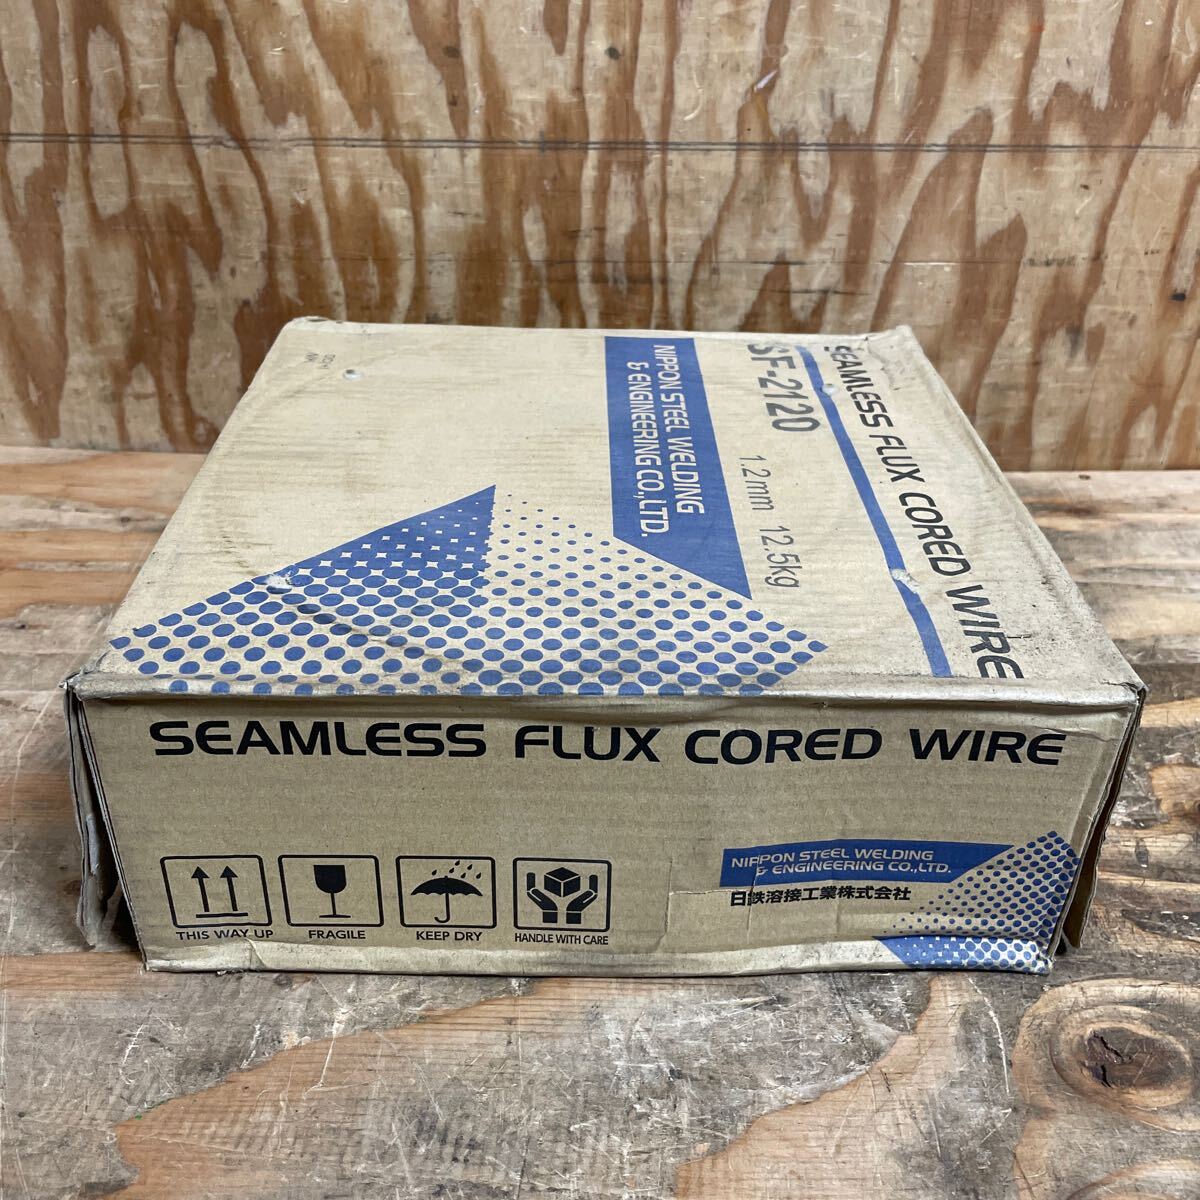 SEAMLESS FLUX CORED WIRE
SF-2120
1.2mm 12.5kg
NIPPON STEEL WELDING
& ENGINEERING CO.,LTD.
SEAMLESS FLUX CORED WIRE
THIS WAY UP
FRAGILE
KEEP DRY
HANDLE WITH CARE
NIPPON STEEL WELDING
& ENGINEERING CO.,LTD.
日鉄溶接工業株式会社